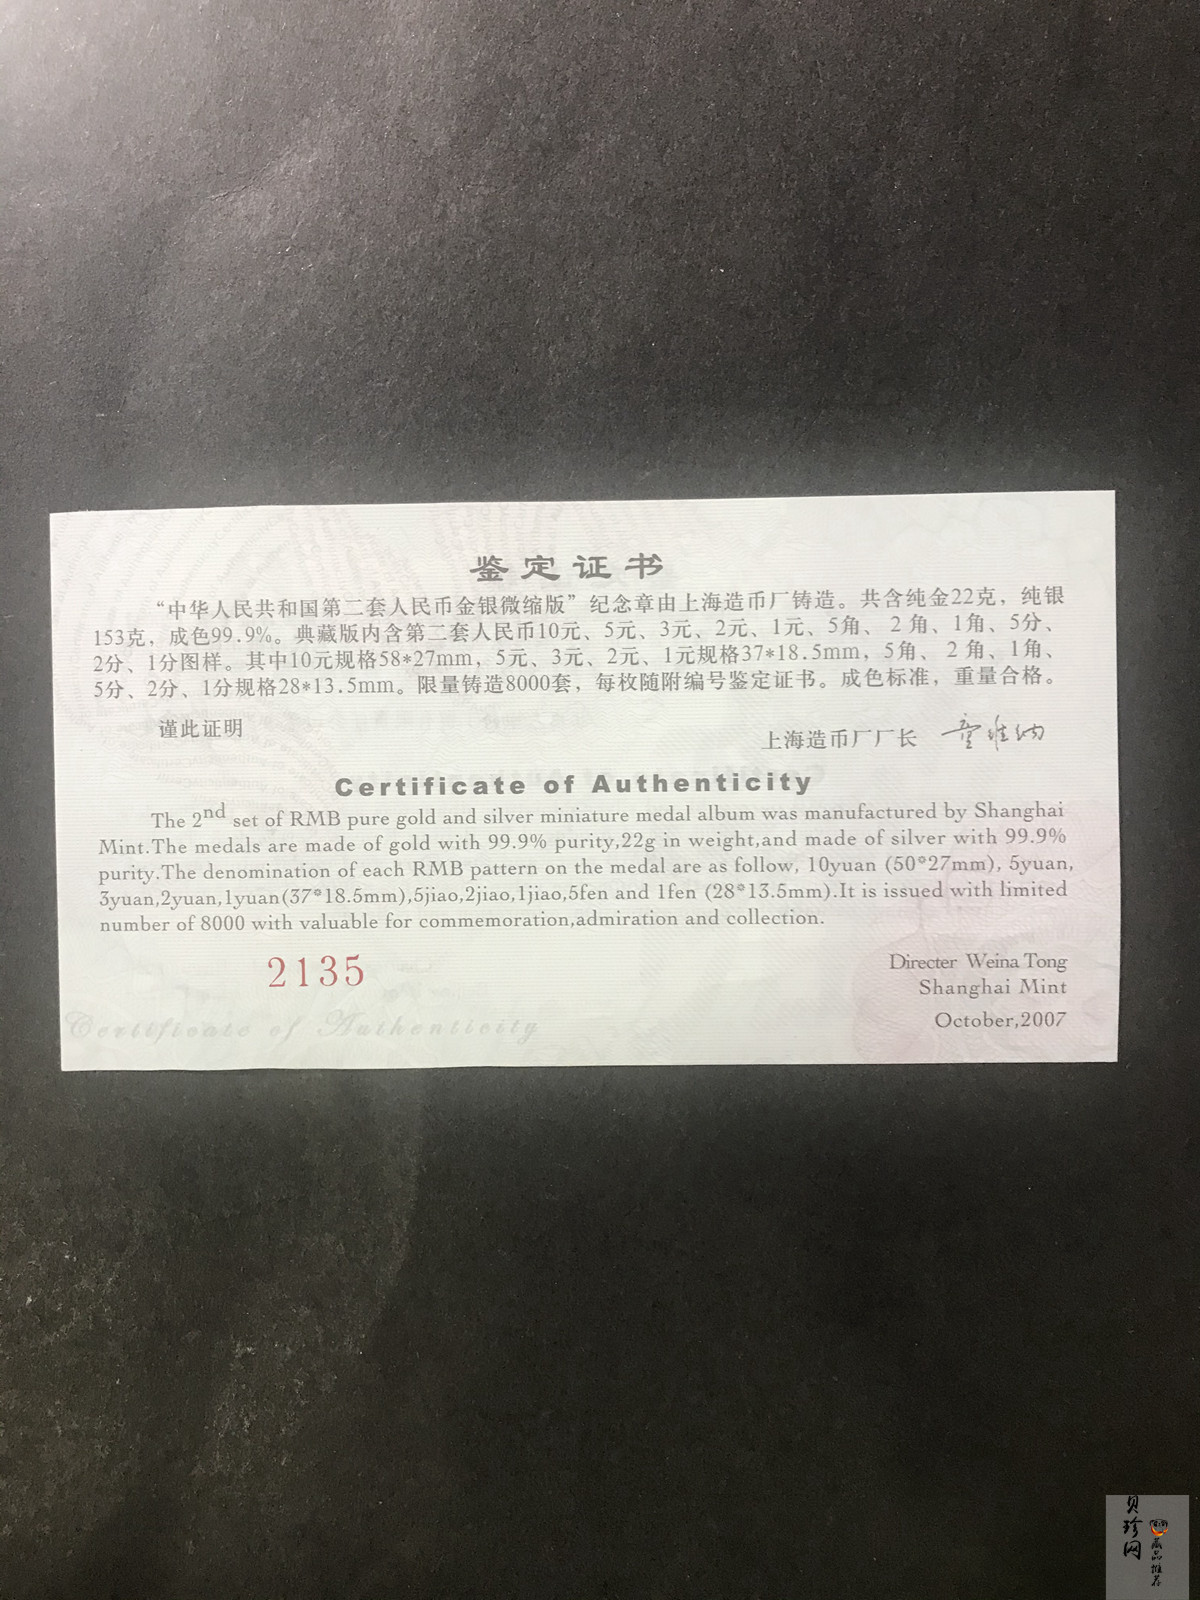 鉴定证书
“中华人民共和国第二套人民币金银微缩版”纪念章由上海造币厂铸造。共含纯金22克，纯银
153克，成色99.9%。典藏版内含第二套人民币10元、5元、3元、2元、1元、5角、2角、1角、5分、
2分、1分图样。其中10元规格58*27mm，5元、3元、2元、1元规格37*18.5mm，5角、2角、1角、
5分、2分、1分规格28*13.5mm。限量铸造8000套，每枚随附编号鉴定证书。成色标准，重量合格。
谨此证明
上海造币厂厂长 童维纳
Certificate of Authenticity
The 2nd set of RMB pure gold and silver miniature medal album was manufactured by Shanghai
Mint.The medals are made of gold with 99.9% purity,22g in weight,and made of silver with 99.9%
purity.The denomination of each RMB pattern on the medal are as follow, 10yuan (50*27mm), 5yuan,
3yuan,2yuan,1yuan(37*18.5mm),5jiao,2jiao,1jiao,5fen and 1fen (28*13.5mm).It is issued with limited
number of 8000 with valuable for commemoration,admiration and collection.
2135
Directer Weina Tong
Shanghai Mint
October,2007
Certificate of Authenticity
贝珍网
藏品推荐